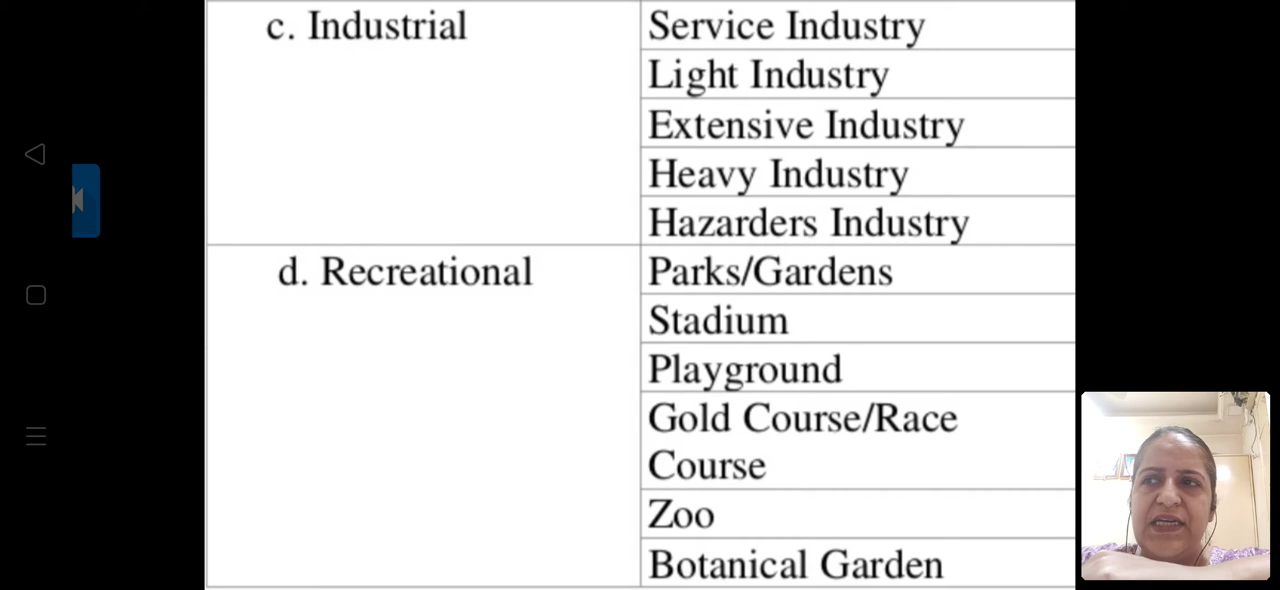 c. Industrial
Service Industry
Light Industry
Extensive Industry
Heavy Industry
Hazarders Industry
d. Recreational
Parks/Gardens
Stadium
Playground
Gold Course/Race
Course
Zoo
Botanical Garden